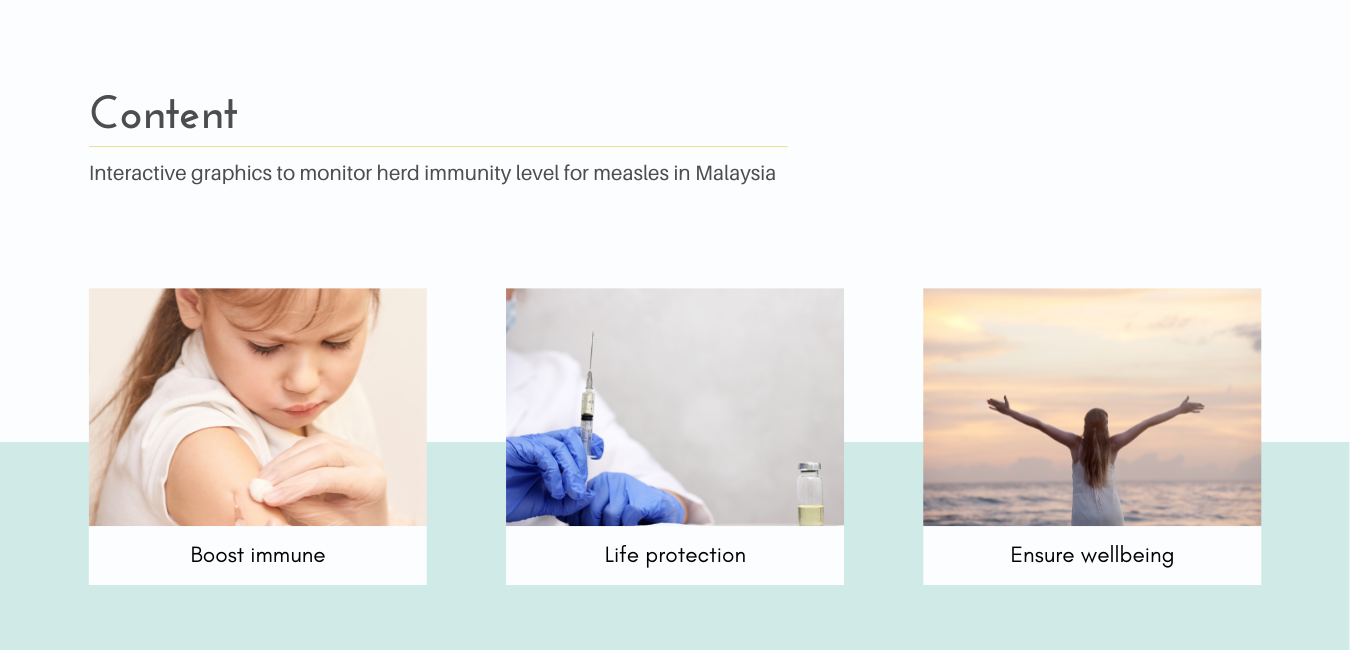 Content
Interactive graphics to monitor herd immunity level for measles in Malaysia
Boost immune
Life protection
Ensure wellbeing